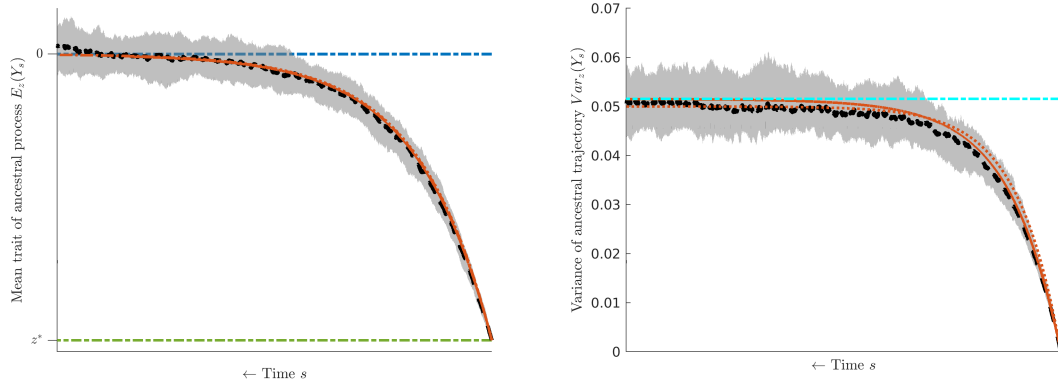 Mean trait of ancestral process E_z(Y_s)
0
z*
← Time s
Variance of ancestral trajectory Var_z(Y_s)
0.07
0.06
0.05
0.04
0.03
0.02
0.01
0
← Time s